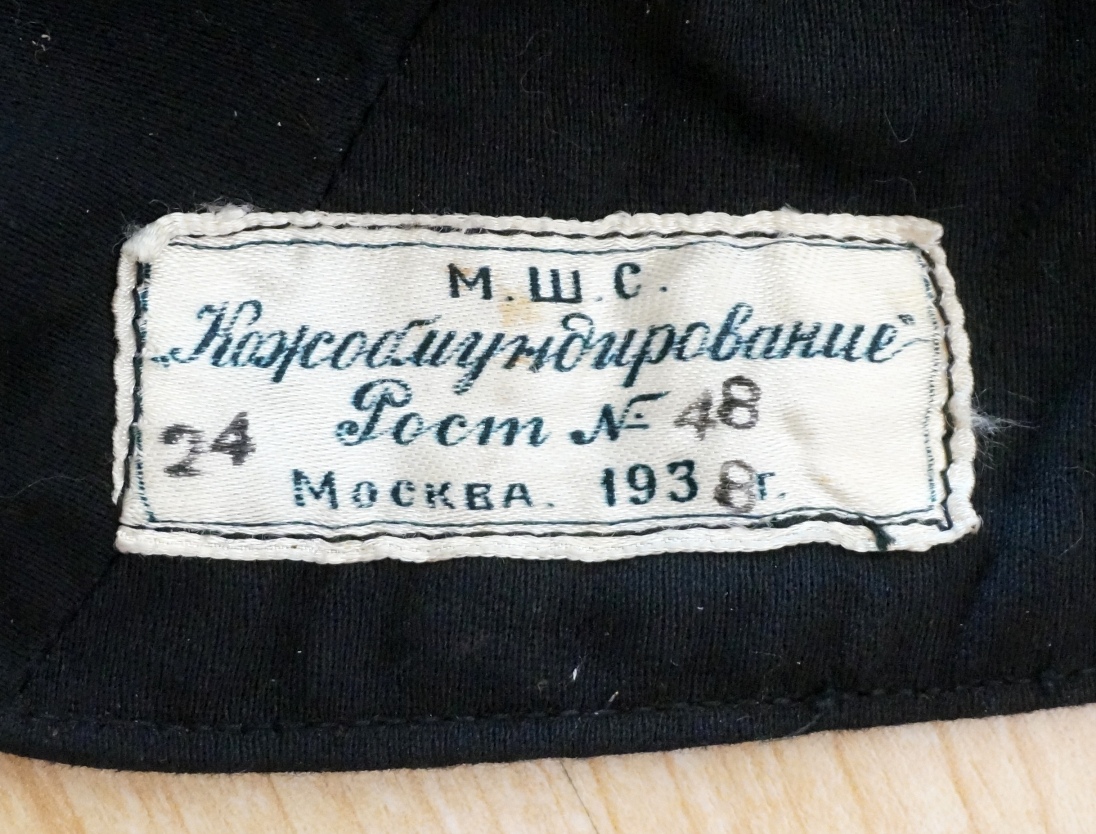 М.Ш.С.
„Кожобмундирование"
Рост № 48
24
Москва. 1938г.